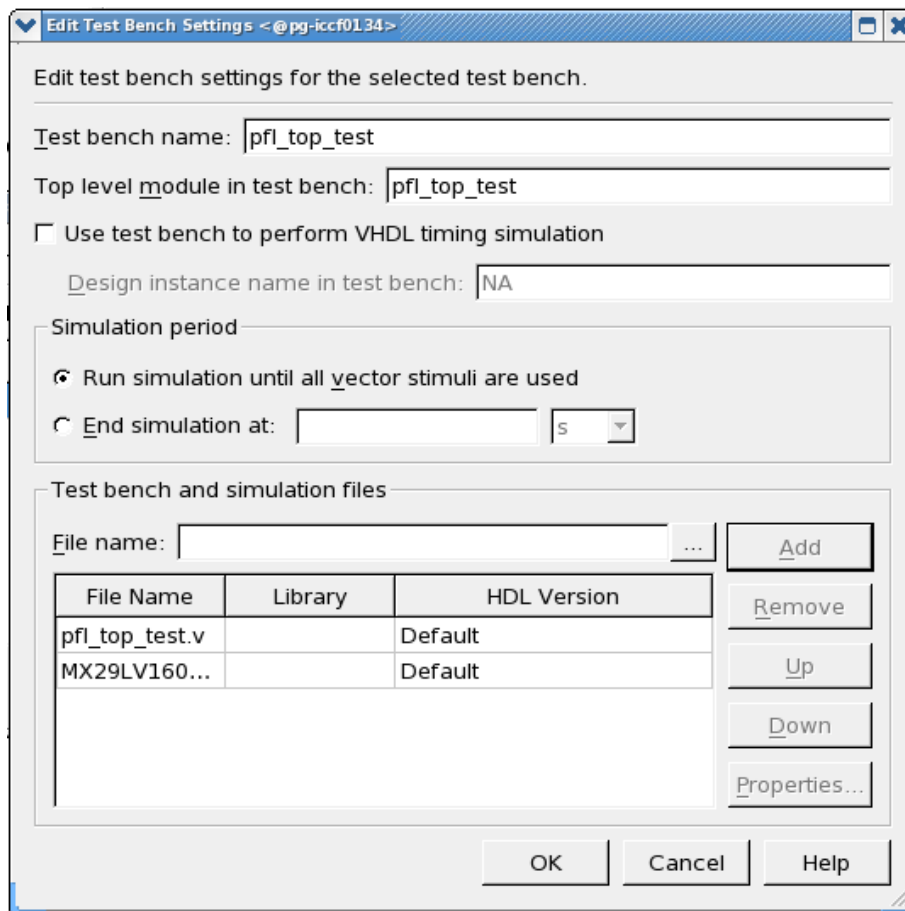 Edit Test Bench Settings <@pg-iccf0134>
Edit test bench settings for the selected test bench.
Test bench name: pfl_top_test
Top level module in test bench: pfl_top_test
Use test bench to perform VHDL timing simulation
Design instance name in test bench: NA
Simulation period
Run simulation until all vector stimuli are used
End simulation at: s
Test bench and simulation files
File name: ... Add
File Name Library HDL Version
Remove
pfl_top_test.v Default
MX29LV160... Default
Up
Down
Properties...
OK Cancel Help